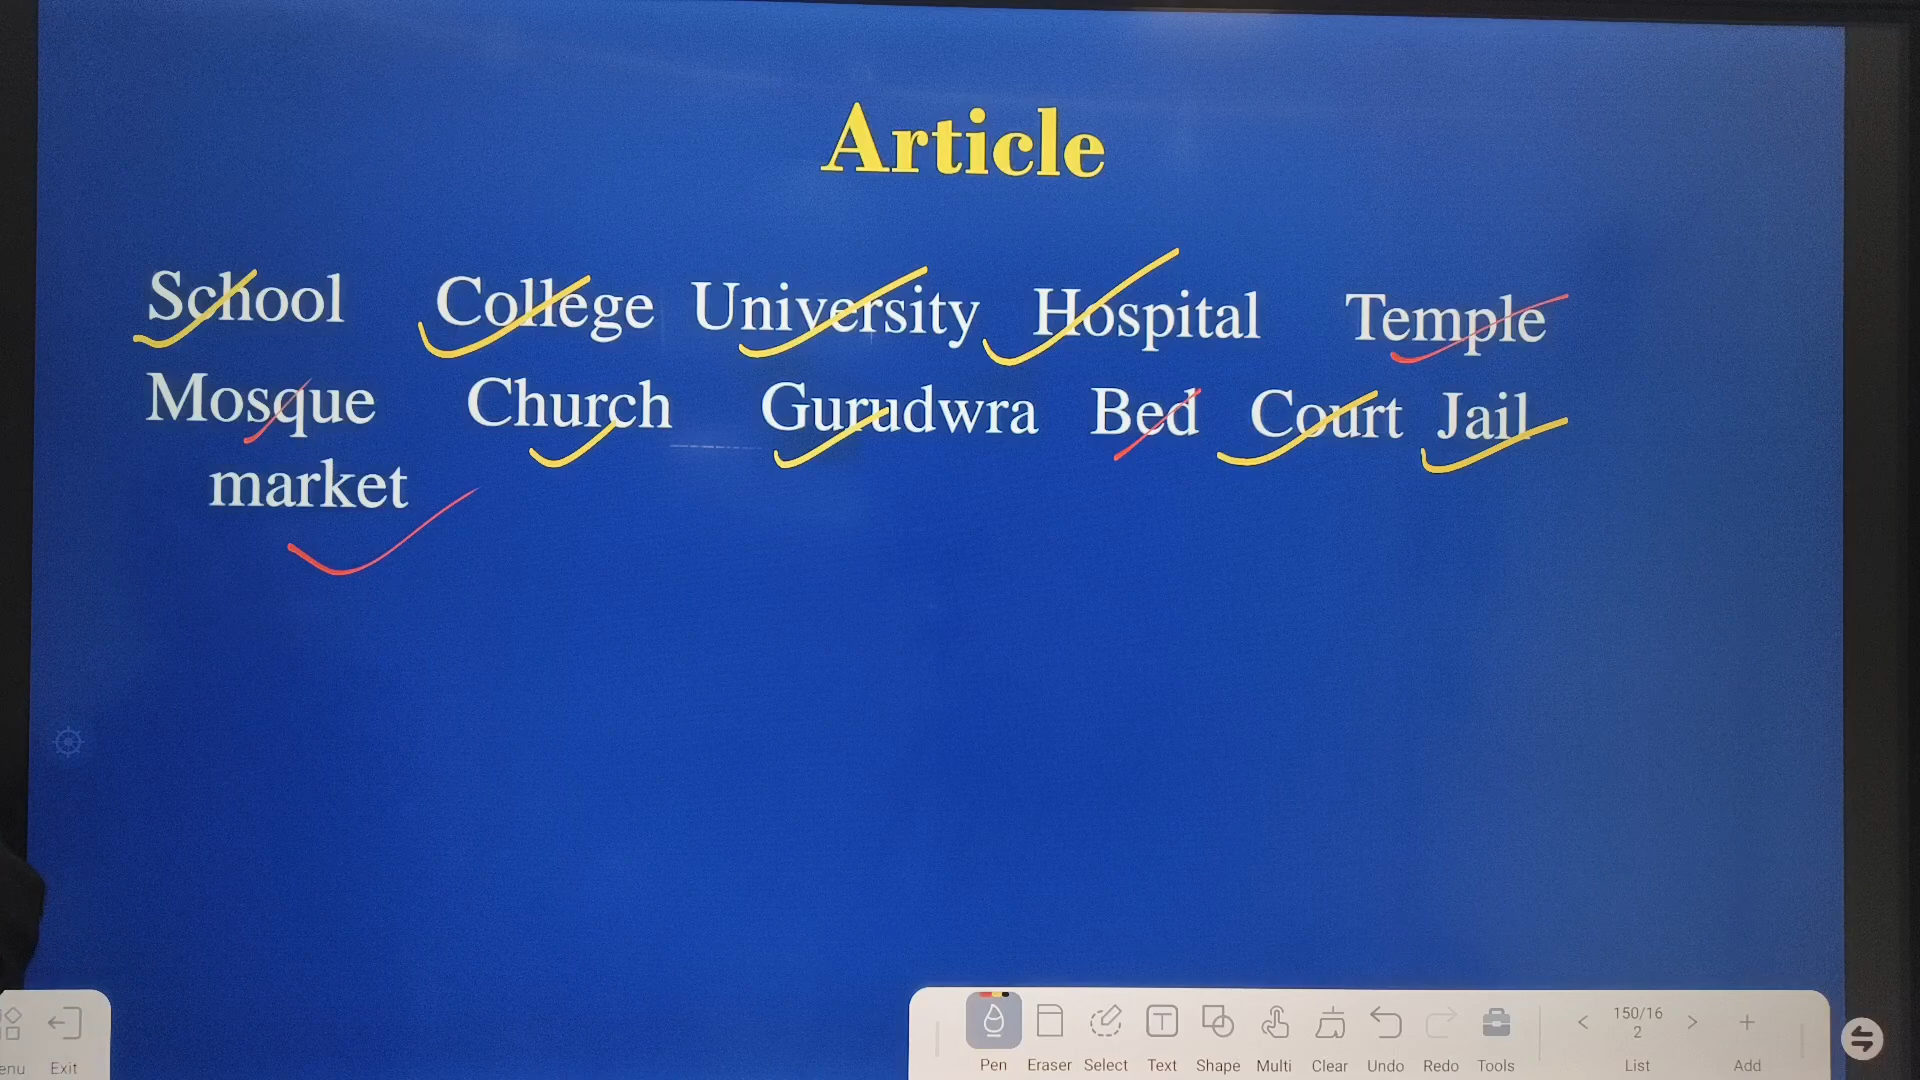 Article
School College University Hospital Temple
Mosque Church Gurudwra Bed Court Jail
market
enu Exit
Pen Eraser Select Text Shape Multi Clear Undo Redo Tools List Add
150/16
2